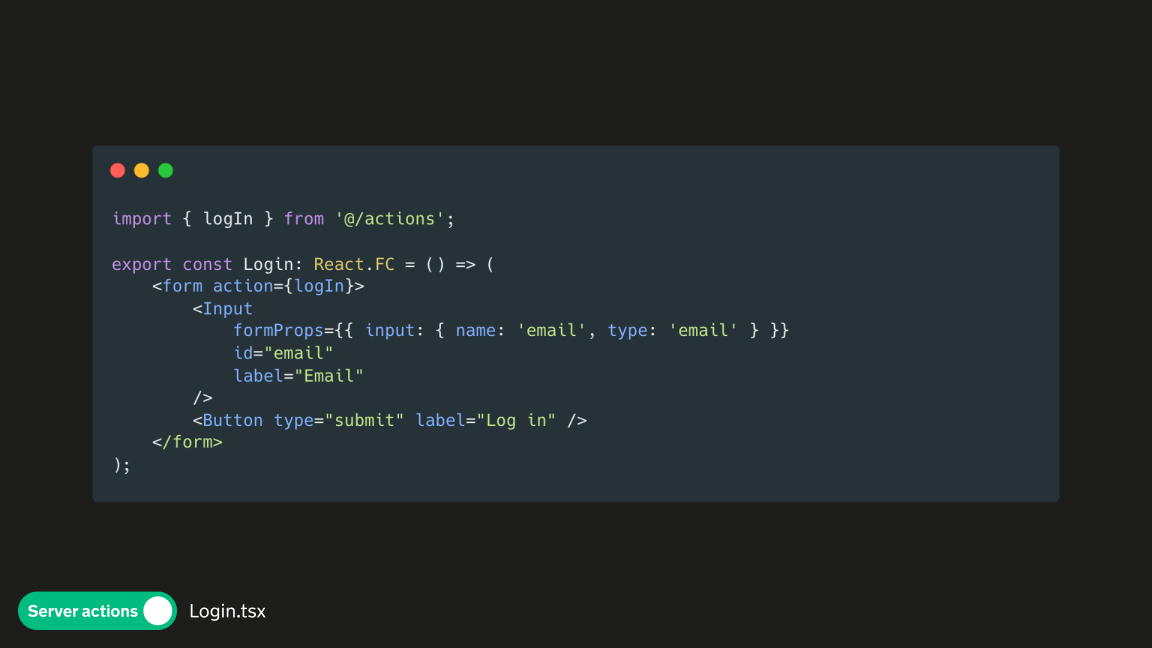 import { logIn } from '@/actions';
export const Login: React.FC = () => (
<form action={logIn}>
<Input
formProps={{ input: { name: 'email', type: 'email' } }}
id="email"
label="Email"
/>
<Button type="submit" label="Log in" />
</form>
);
Server actions Login.tsx